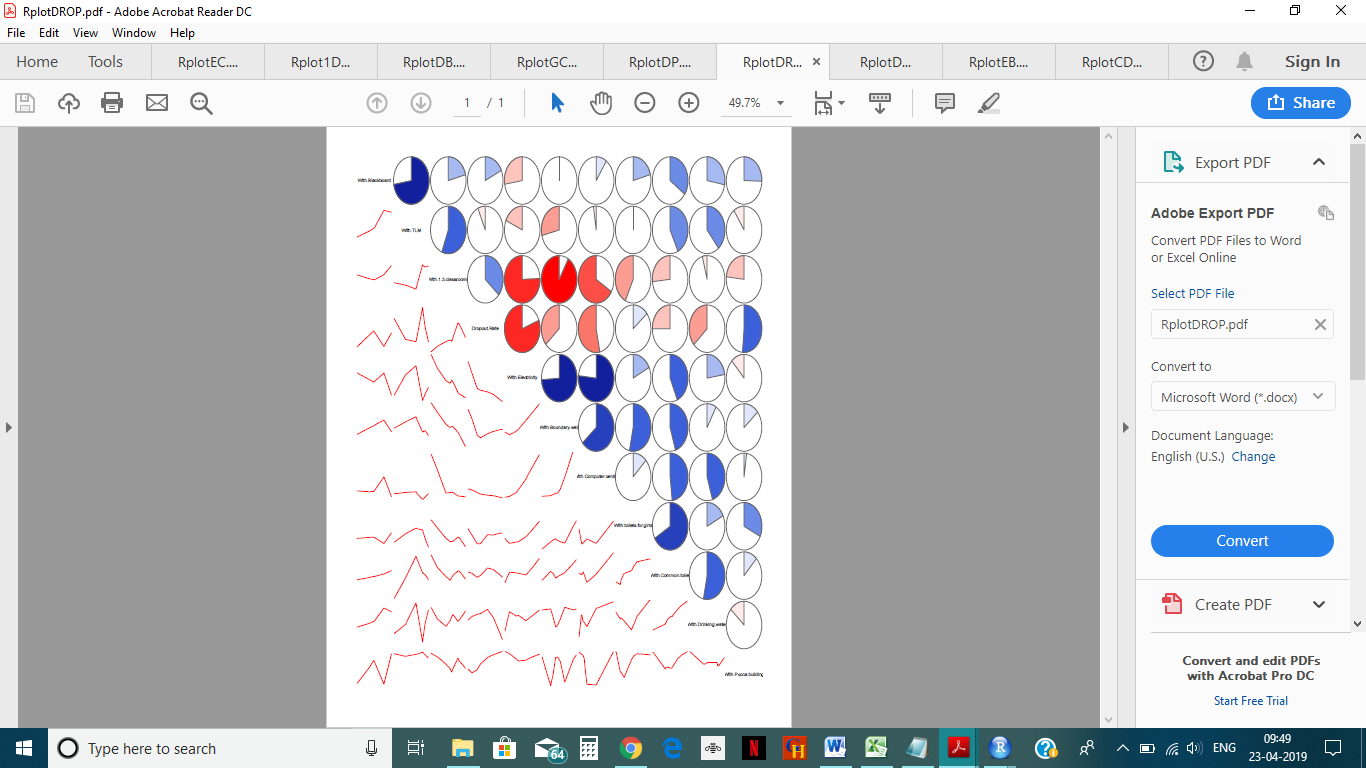 RplotDROP.pdf - Adobe Acrobat Reader DC
File Edit View Window Help
Home Tools RplotEC.... Rplot1D... RplotDB.... RplotGC... RplotDP.... RplotDR... × RplotD... RplotEB.... RplotCD... Sign In
1 / 1 49.7% Share
With Blackboard
With TLM
With 1-3 classroom
Dropout Rate
With Electricity
With Boundary wal
With Computer
With toilets for girls
With Common toile
With Drinking wate
With Pucca building
Export PDF
Adobe Export PDF
Convert PDF Files to Word
or Excel Online
Select PDF File
RplotDROP.pdf
Convert to
Microsoft Word (*.docx)
Document Language:
English (U.S.) Change
Convert
Create PDF
Convert and edit PDFs
with Acrobat Pro DC
Start Free Trial
Type here to search
64
ENG
09:49
23-04-2019